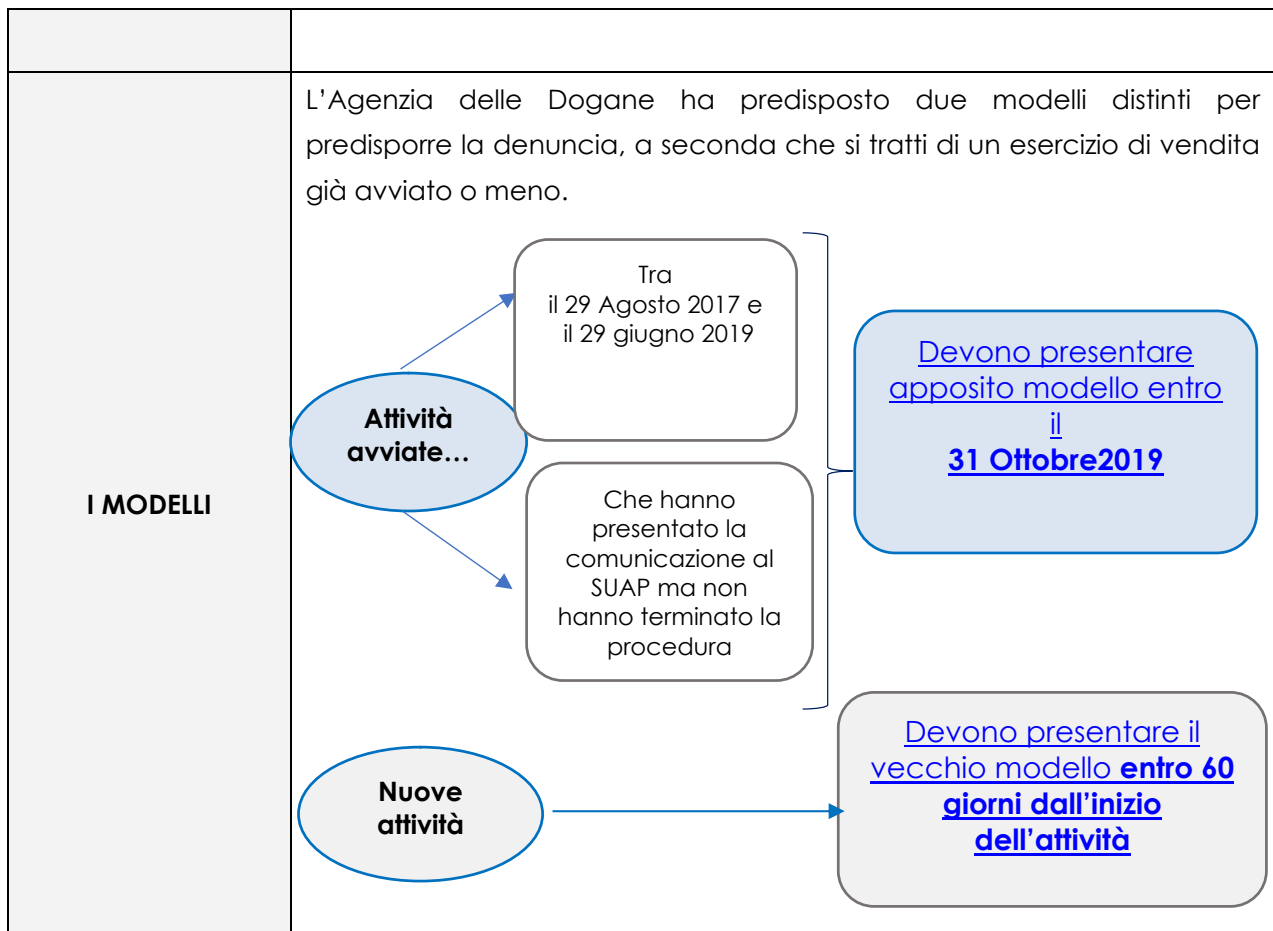 L'Agenzia delle Dogane ha predisposto due modelli distinti per
predisporre la denuncia, a seconda che si tratti di un esercizio di vendita
già avviato o meno.
I MODELLI
Attività
avviate…
Tra
il 29 Agosto 2017 e
il 29 giugno 2019
Che hanno
presentato la
comunicazione al
SUAP ma non
hanno terminato la
procedura
Devono presentare
apposito modello entro
il
31 Ottobre2019
Nuove
attività
Devono presentare il
vecchio modello entro 60
giorni dall'inizio
dell'attività